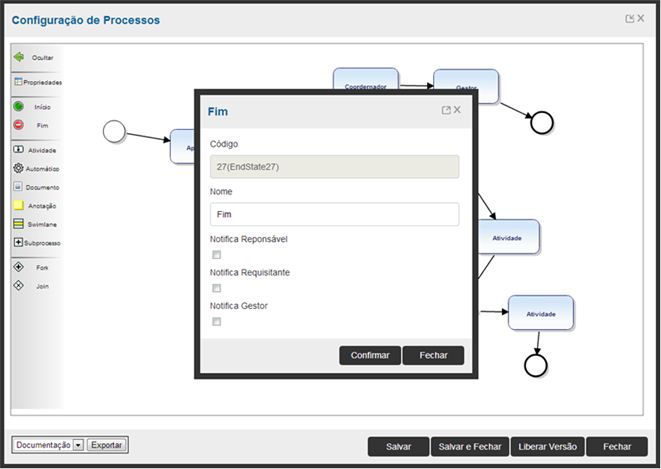 Configuração de Processos
Ocultar
Propriedades
Início
Fim
Atividade
Automático
Documento
Anotação
Swimlane
Subprocesso
Fork
Join
Coordernador
Gestor
Ap
Atividade
Atividade
Fim
Código
27(EndState27)
Nome
Fim
Notifica Reponsável
Notifica Requisitante
Notifica Gestor
Confirmar
Fechar
Documentação
Exportar
Salvar
Salvar e Fechar
Liberar Versão
Fechar